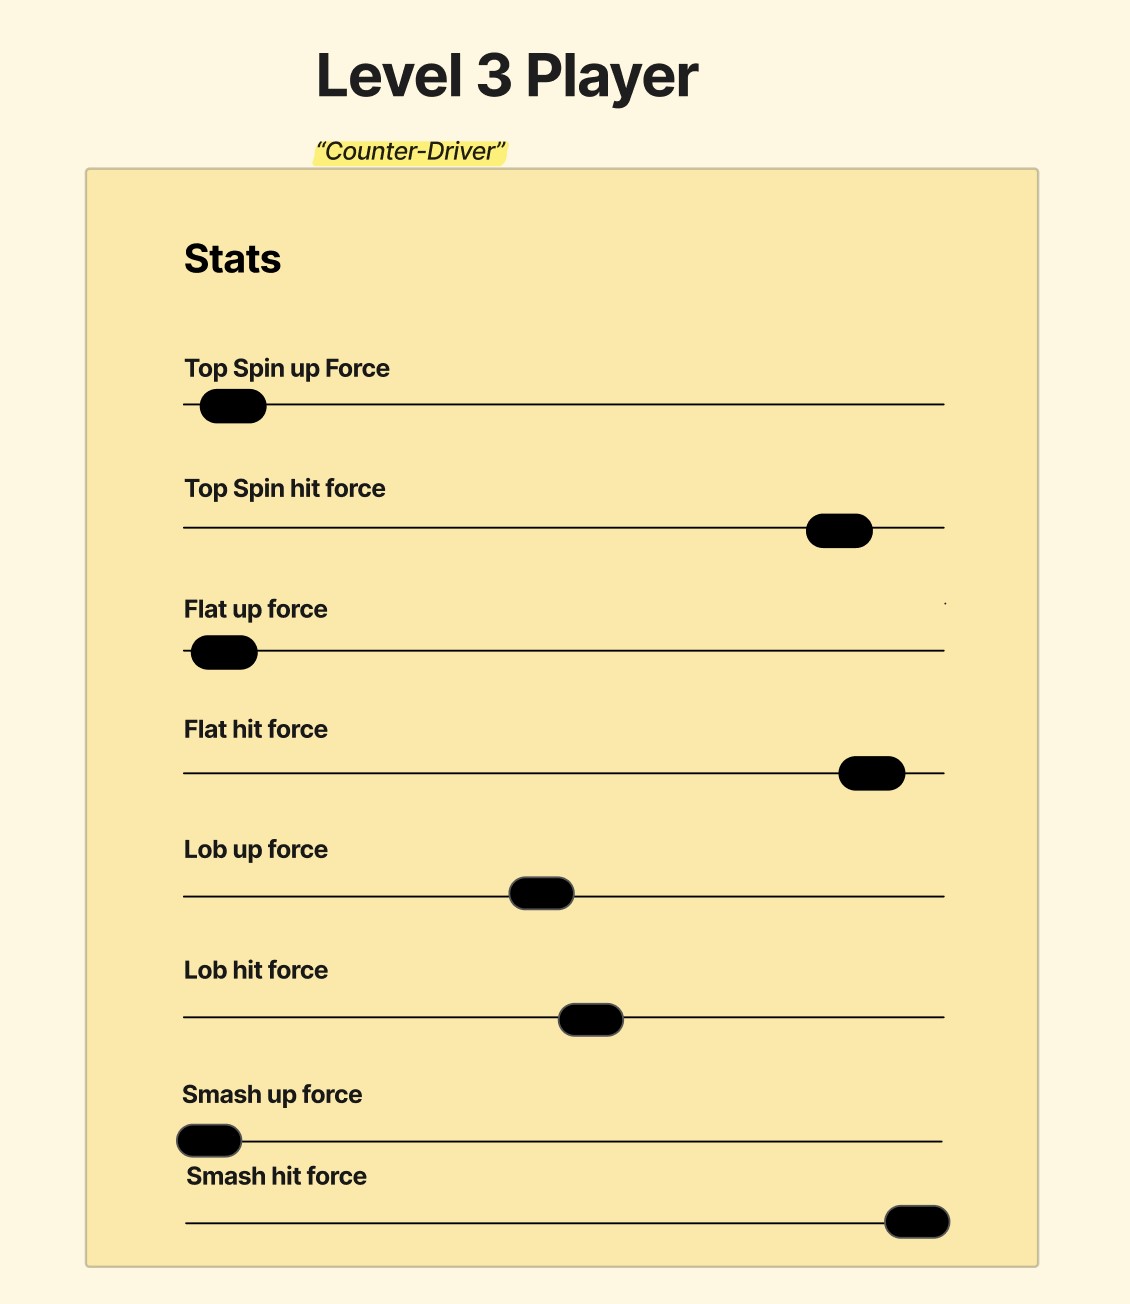 Level 3 Player
“Counter-Driver”
Stats
Top Spin up Force
Top Spin hit force
Flat up force
Flat hit force
Lob up force
Lob hit force
Smash up force
Smash hit force